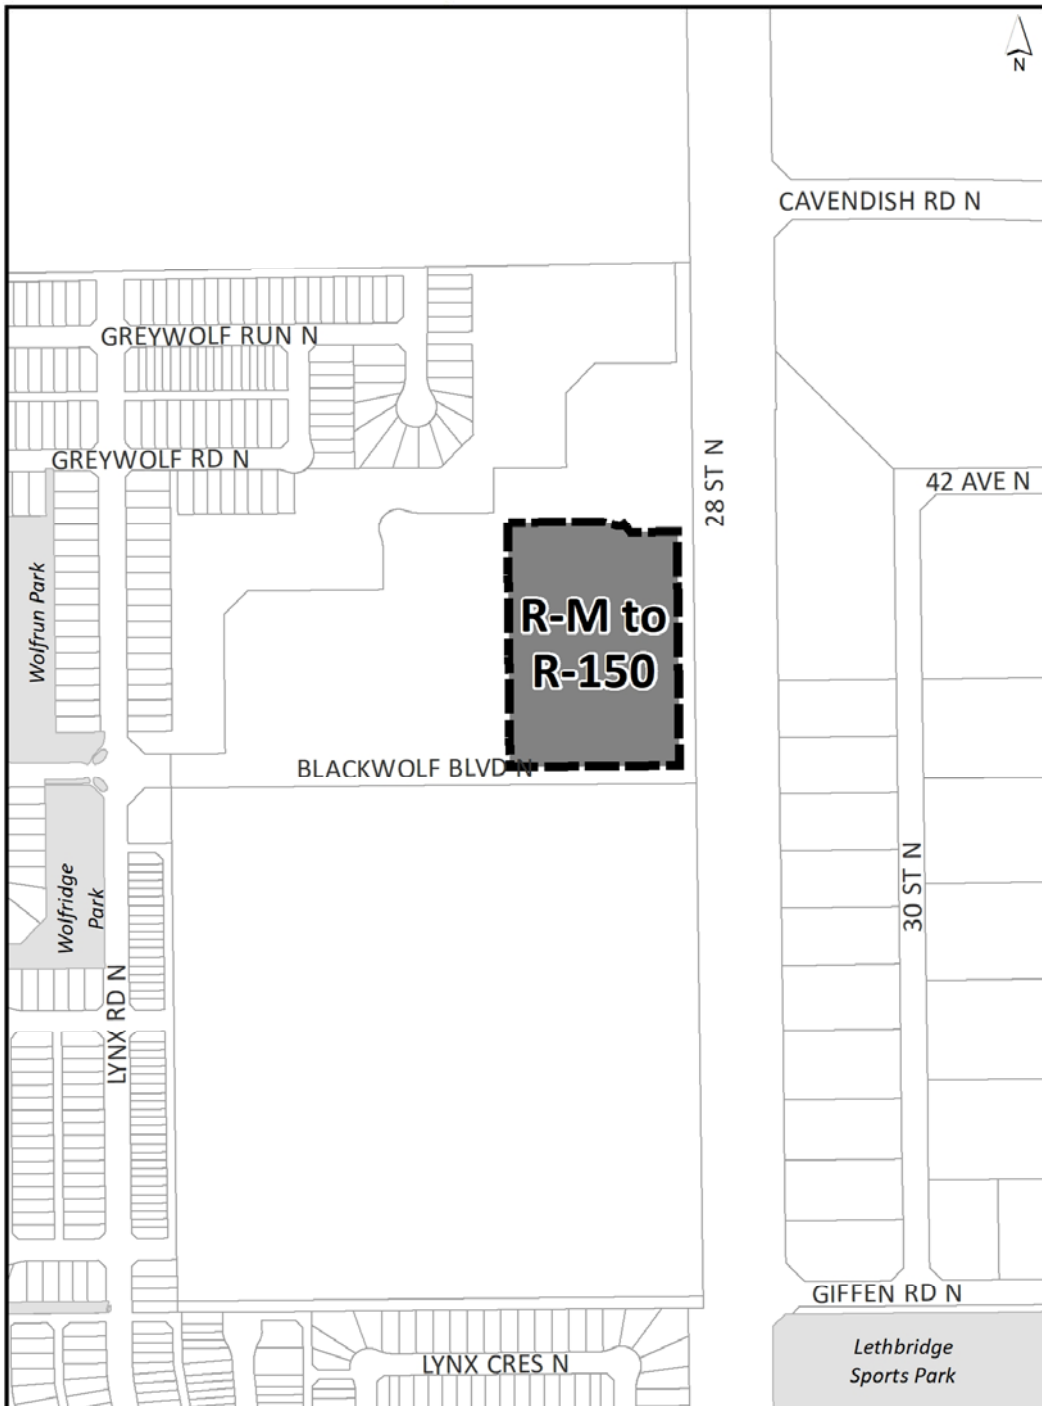 N
CAVENDISH RD N
GREYWOLF RUN N
GREYWOLF RD N
28 ST N
42 AVE N
Wolfrun Park
R-M to
R-150
BLACKWOLF BLVD N
Wolfridge
Park
30 ST N
LYNX RD N
GIFFEN RD N
Lethbridge
Sports Park
LYNX CRES N